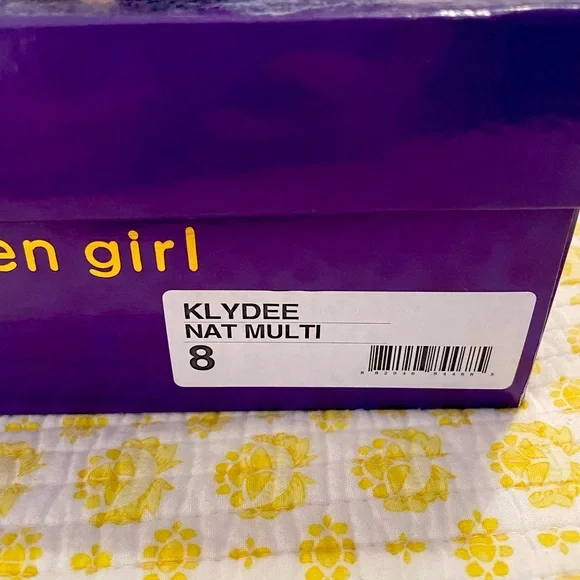 en girl
KLYDEE
NAT MULTI
8